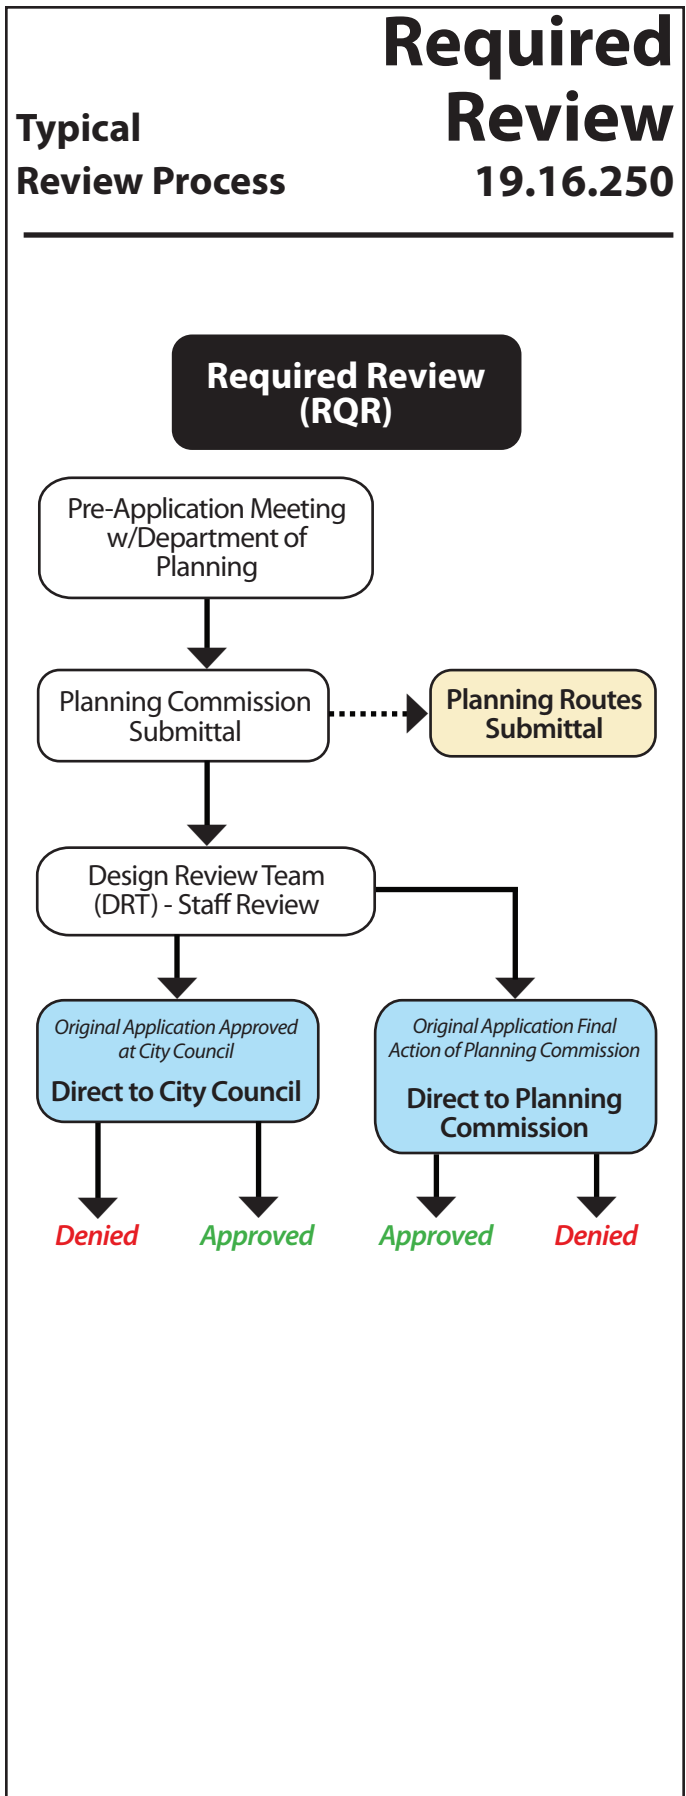 Required
Review
19.16.250
Typical
Review Process
Required Review
(RQR)
Pre-Application Meeting
w/Department of
Planning
Planning Commission
Submittal
Planning Routes
Submittal
Design Review Team
(DRT) - Staff Review
Original Application Approved
at City Council
Direct to City Council
Original Application Final
Action of Planning Commission
Direct to Planning
Commission
Denied
Approved
Approved
Denied